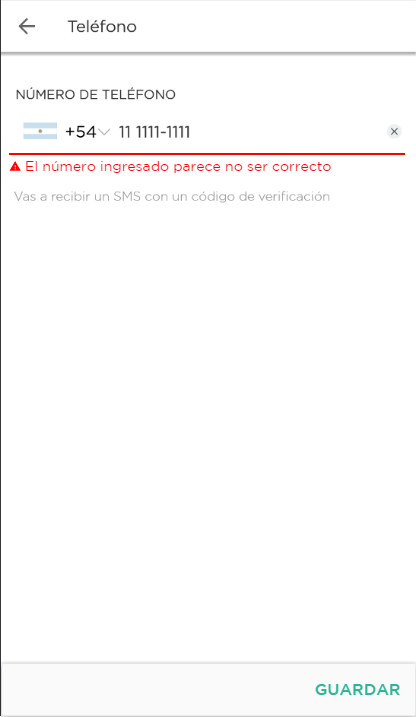 Teléfono
NÚMERO DE TELÉFONO
+54 11 1111-1111
El número ingresado parece no ser correcto
Vas a recibir un SMS con un código de verificación
GUARDAR